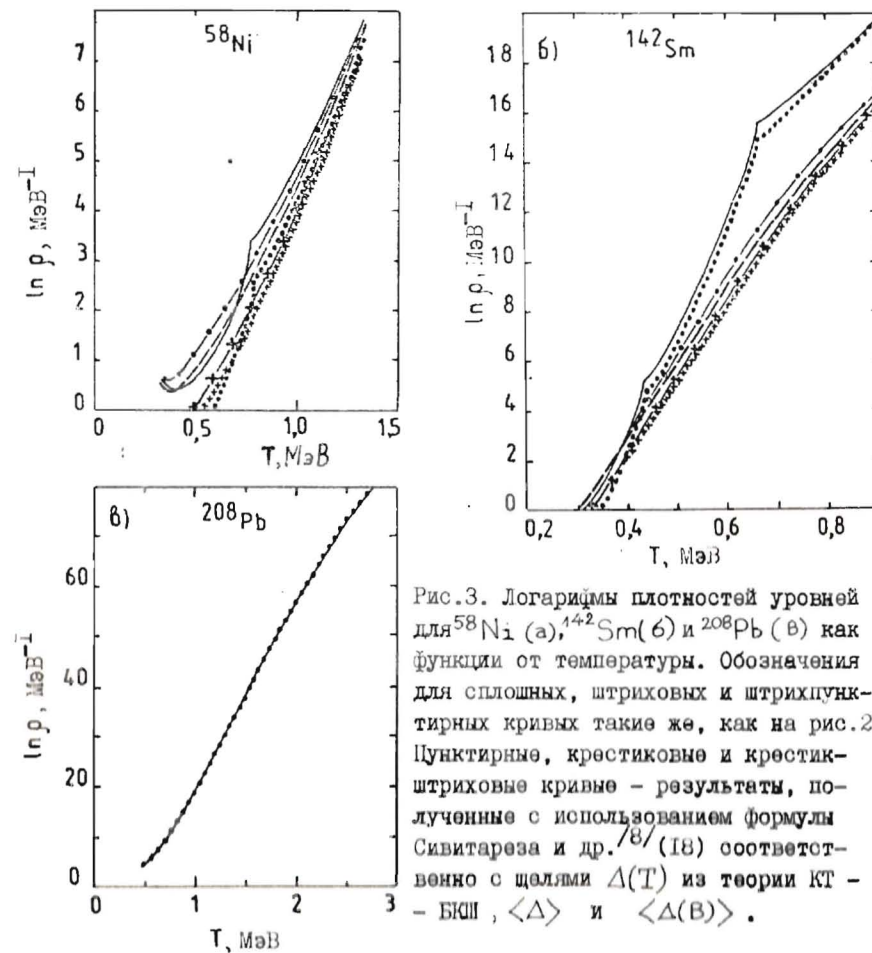 58Ni
ln ρ, МэВ⁻I
7
6
5
4
3
2
1
0
0
0,5
1,0
1,5
T, МэВ
б)
142Sm
ln ρ, МэВ⁻I
18
16
14
12
10
8
6
4
2
0
0,2
0,4
0,6
0,8
T, МэВ
в)
208Pb
ln ρ, МэВ⁻I
60
40
20
0
0
1
2
3
T, МэВ
Рис.3. Логарифмы плотностей уровней
для 58Ni (а), 142Sm(б) и 208Pb (в) как
функции от температуры. Обозначения
для сплошных, штриховых и штрихпунк-
тирных кривых такие же, как на рис.2
Пунктирные, крестиковые и крестик-
штриховые кривые – результаты, по-
лученные с использованием формулы
Сивитареза и др./8/ (I8) соответст-
венно с щелями Δ(T) из теории КТ –
– БКШ , <Δ> и <Δ(B)> .